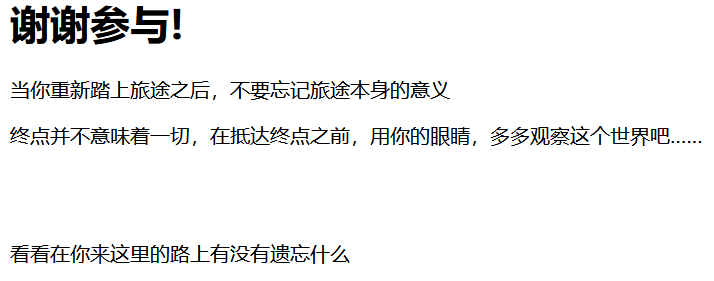 谢谢参与!
当你重新踏上旅途之后，不要忘记旅途本身的意义
终点并不意味着一切，在抵达终点之前，用你的眼睛，多多观察这个世界吧......
看看在你来这里的路上有没有遗忘什么